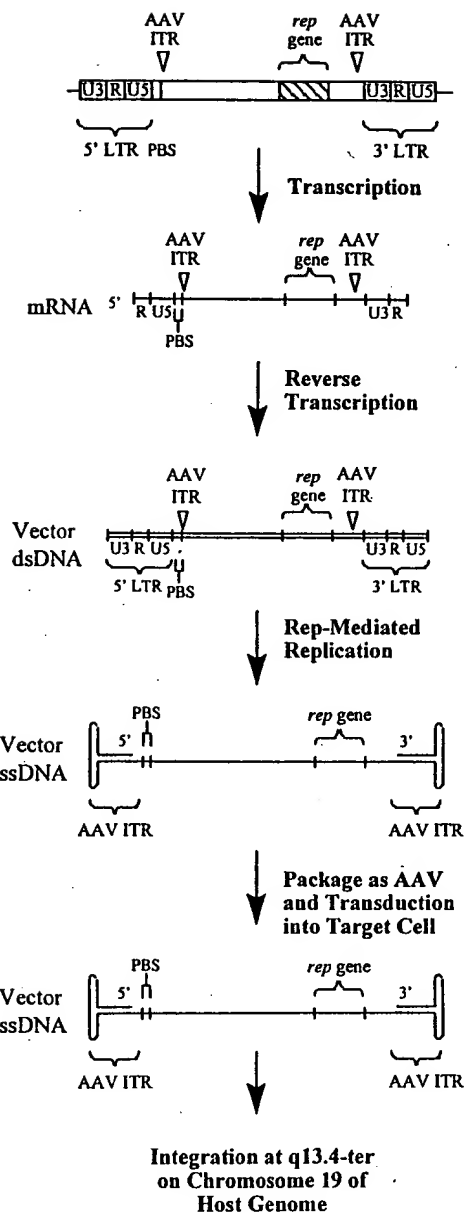 AAV rep AAV
ITR gene ITR
U3 R U5 U3 R U5
5' LTR PBS 3' LTR
Transcription
AAV rep AAV
ITR gene ITR
mRNA 5'
R U5 U3 R
PBS
Reverse
Transcription
AAV rep AAV
ITR gene ITR
Vector
dsDNA
U3 R U5 U3 R U5
5' LTR PBS 3' LTR
Rep-Mediated
Replication
PBS
Vector 5' rep gene 3'
ssDNA
AAV ITR AAV ITR
Package as AAV
and Transduction
into Target Cell
PBS
Vector 5' rep gene 3'
ssDNA
AAV ITR AAV ITR
Integration at q13.4-ter
on Chromosome 19 of
Host Genome